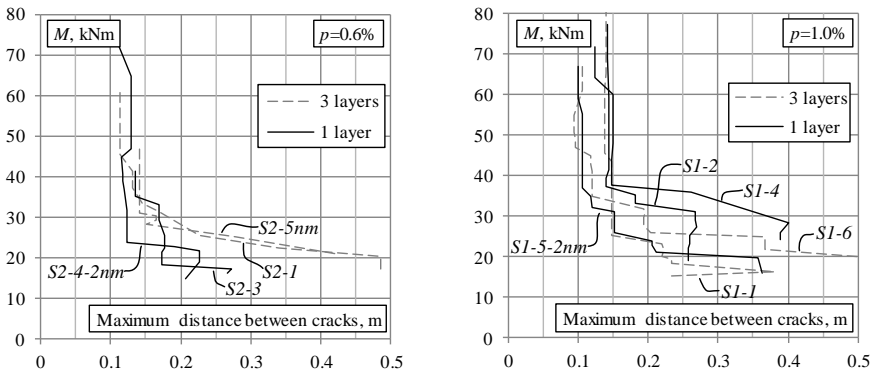 80
70
60
50
40
30
20
10
0
M, kNm
p=0.6%
3 layers
1 layer
S2-5nm
S2-1
S2-4-2nm
S2-3
Maximum distance between cracks, m
0 0.1 0.2 0.3 0.4 0.5
80
70
60
50
40
30
20
10
0
M, kNm
p=1.0%
3 layers
1 layer
S1-2
S1-4
S1-6
S1-5-2nm
S1-1
Maximum distance between cracks, m
0 0.1 0.2 0.3 0.4 0.5